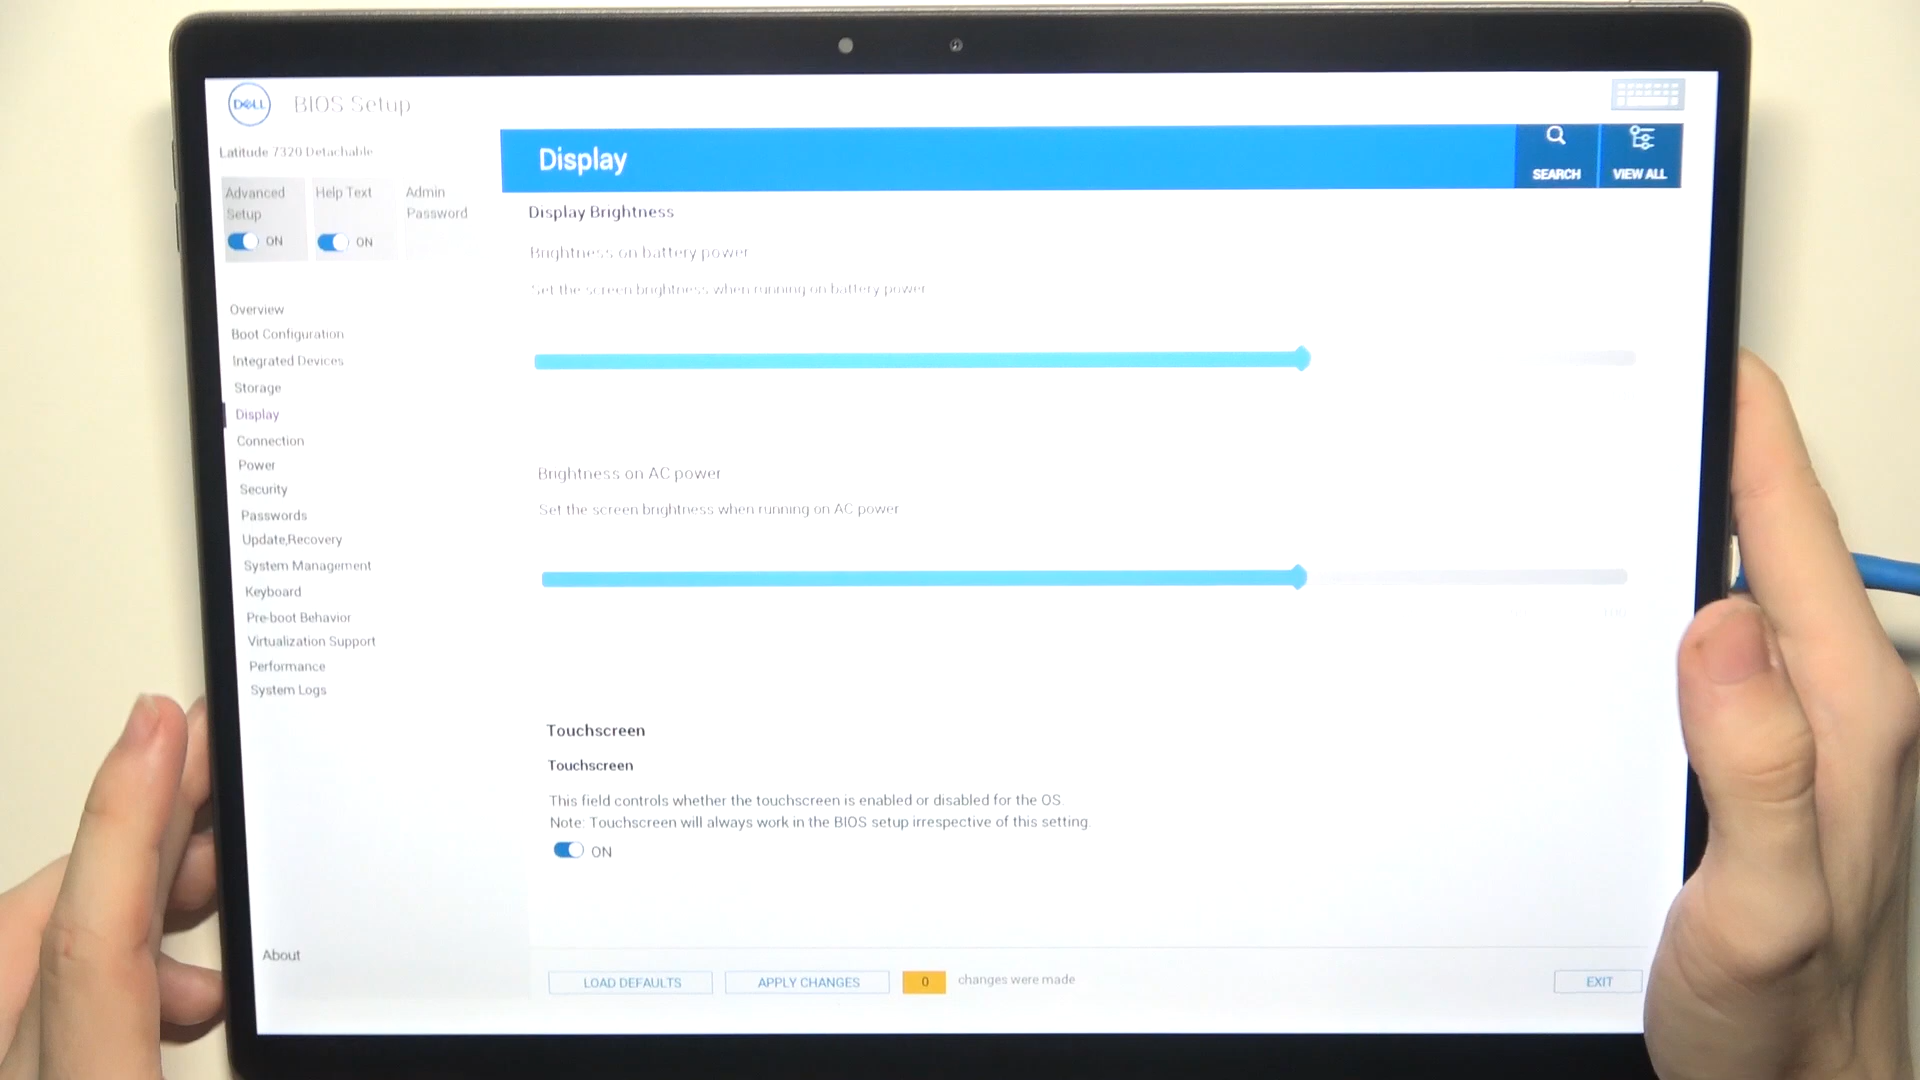 DELL
BIOS Setup
Latitude 7320 Detachable
Advanced Setup
ON
Help Text
ON
Admin Password
Overview
Boot Configuration
Integrated Devices
Storage
Display
Connection
Power
Security
Passwords
Update,Recovery
System Management
Keyboard
Pre-boot Behavior
Virtualization Support
Performance
System Logs
About
Display
SEARCH
VIEW ALL
Display Brightness
Brightness on battery power
Set the screen brightness when running on battery power
Brightness on AC power
Set the screen brightness when running on AC power
Touchscreen
Touchscreen
This field controls whether the touchscreen is enabled or disabled for the OS.
Note: Touchscreen will always work in the BIOS setup irrespective of this setting.
ON
LOAD DEFAULTS
APPLY CHANGES
0
changes were made
EXIT